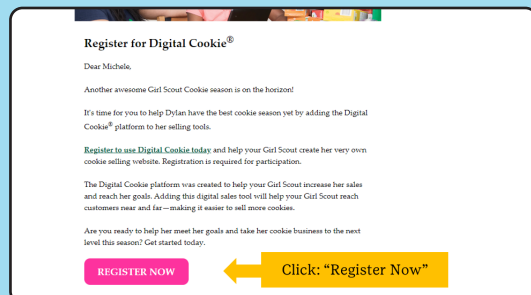 Register for Digital Cookie®
Dear Michele,
Another awesome Girl Scout Cookie season is on the horizon!
It's time for you to help Dylan have the best cookie season yet by adding the Digital
Cookie® platform to her selling tools.
Register to use Digital Cookie today and help your Girl Scout create her very own
cookie selling website. Registration is required for participation.
The Digital Cookie platform was created to help your Girl Scout increase her sales
and reach her goals. Adding this digital sales tool will help your Girl Scout reach
customers near and far—making it easier to sell more cookies.
Are you ready to help her meet her goals and take her cookie business to the next
level this season? Get started today.
REGISTER NOW
Click: “Register Now”